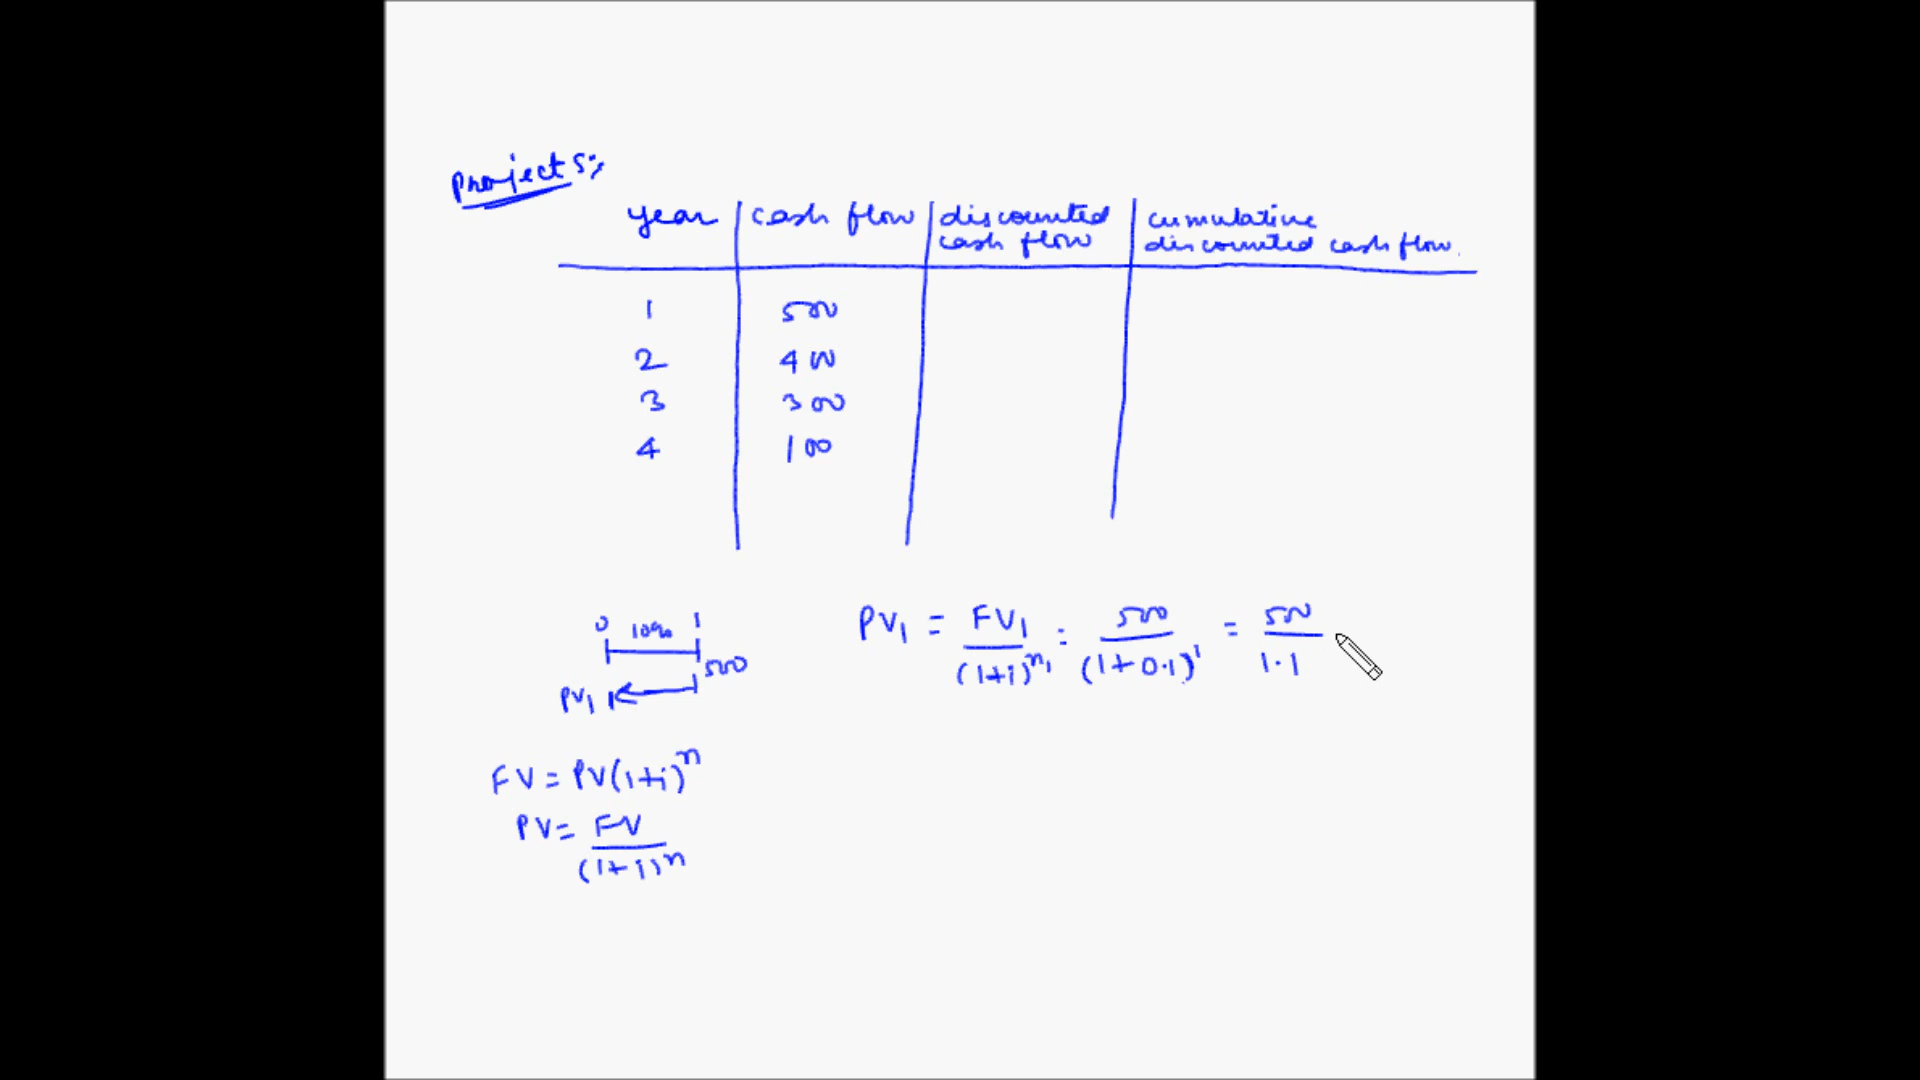 Project S:
year cash flow discounted cash flow cumulative discounted cash flow.
1 500
2 400
3 300
4 100
0 10% 1
500
PV₁
PV₁ = FV₁/(1+i)^n₁ = 500/(1+0.1)^1 = 500/1.1
FV = PV(1+i)^n
PV = FV/(1+i)^n